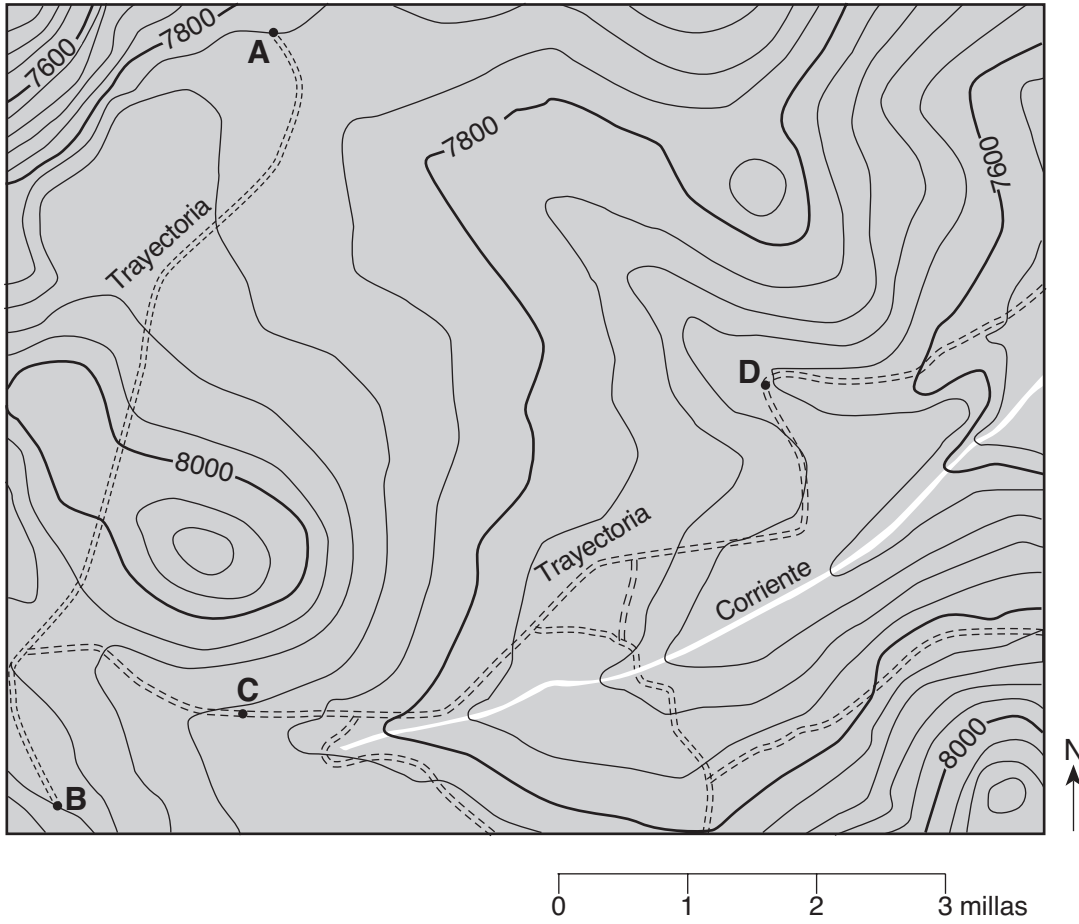 7600
7800
A
7800
7600
Trayectoria
D
8000
Trayectoria
Corriente
C
B
8000
N
0 1 2 3 millas